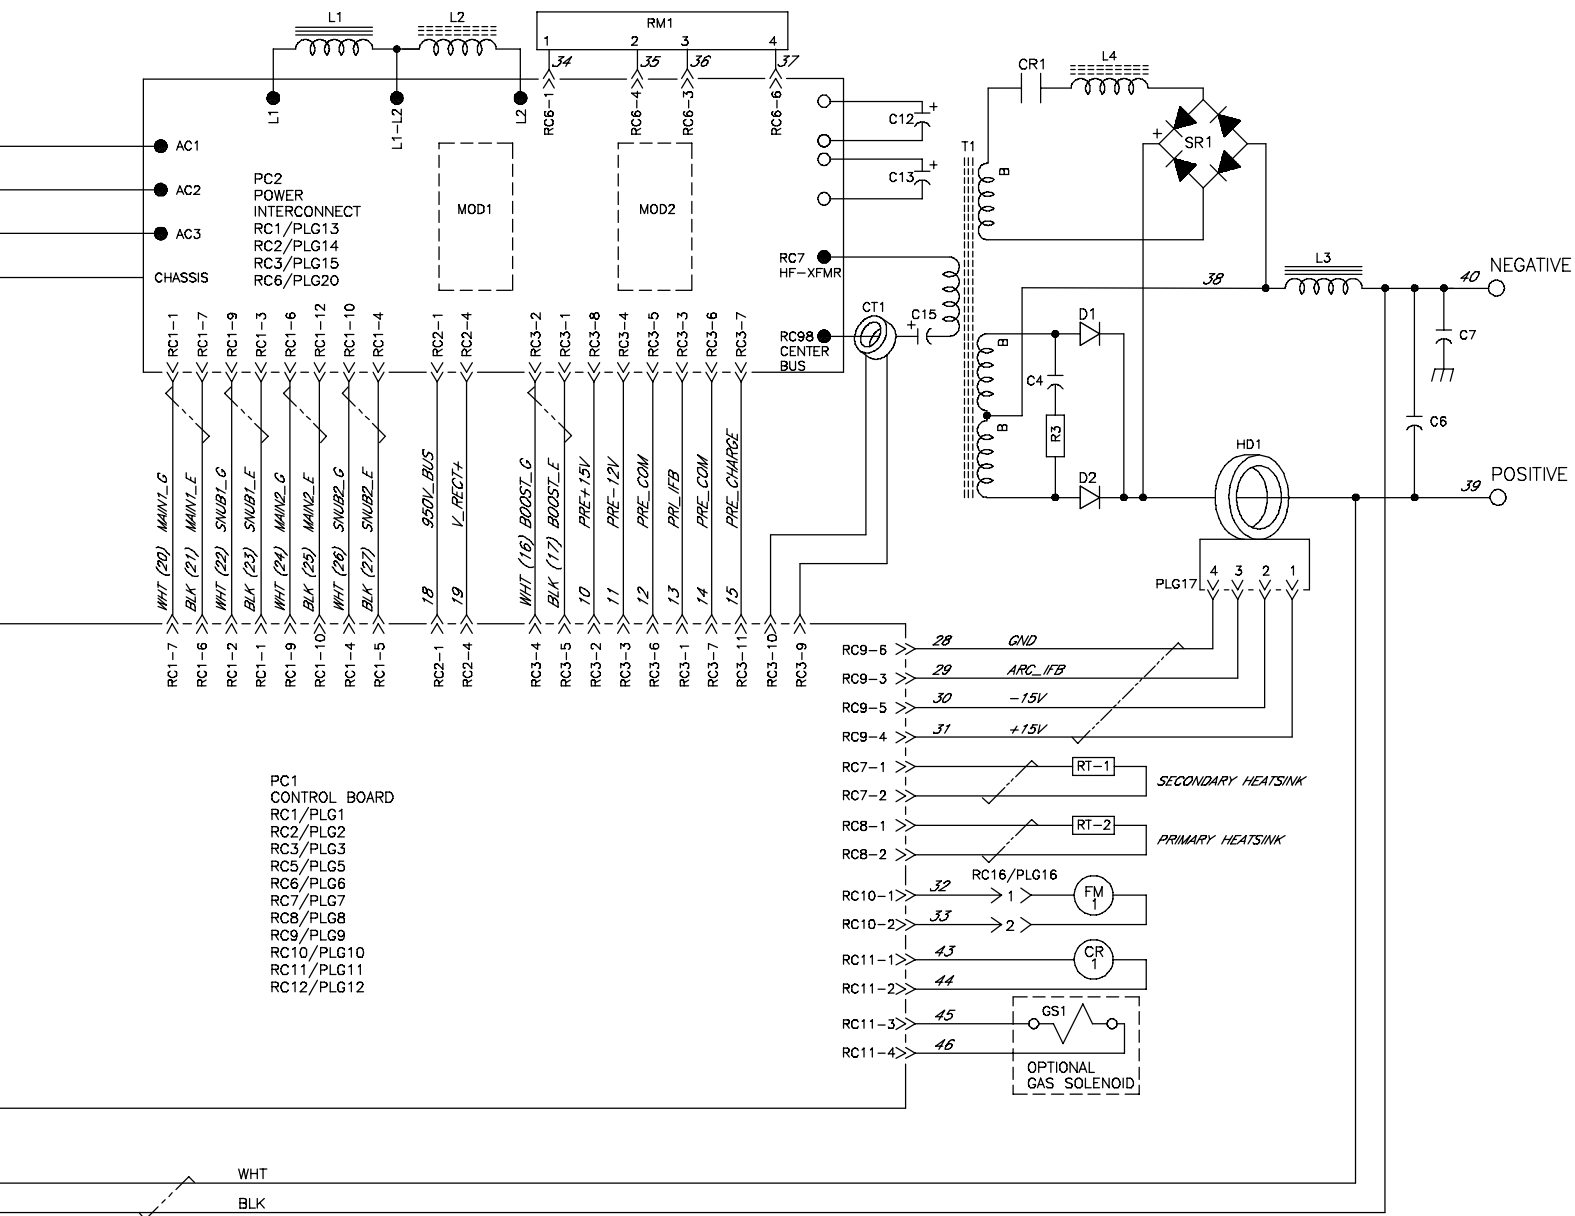 L1
L2
RM1
1
2
3
4
34
35
36
37
RC6-1
RC6-4
RC6-3
RC6-6
L1
L1-L2
L2
CR1
L4
SR1
+
C12
+
C13
+
T1
B
AC1
AC2
AC3
CHASSIS
PC2
POWER
INTERCONNECT
RC1/PLG13
RC2/PLG14
RC3/PLG15
RC6/PLG20
MOD1
MOD2
RC7
HF-XFMR
RC98
CENTER
BUS
CT1
C15
+
38
L3
40
NEGATIVE
C7
C6
D1
B
C4
R3
B
D2
HD1
39
POSITIVE
RC1-1
RC1-7
RC1-9
RC1-3
RC1-6
RC1-12
RC1-10
RC1-4
RC2-1
RC2-4
RC3-2
RC3-1
RC3-8
RC3-4
RC3-5
RC3-3
RC3-6
RC3-7
WHT (20) MAIN1_G
BLK (21) MAIN1_E
WHT (22) SNUB1_G
BLK (23) SNUB1_E
WHT (24) MAIN2_G
BLK (25) MAIN2_E
WHT (26) SNUB2_G
BLK (27) SNUB2_E
18 950V_BUS
19 V_RECT+
WHT (16) BOOST_G
BLK (17) BOOST_E
10 PRE+15V
11 PRE-12V
12 PRE_COM
13 PRI_IFB
14 PRE_COM
15 PRE_CHARGE
RC1-7
RC1-6
RC1-2
RC1-1
RC1-9
RC1-10
RC1-4
RC1-5
RC2-1
RC2-4
RC3-4
RC3-5
RC3-2
RC3-3
RC3-6
RC3-1
RC3-7
RC3-11
RC3-10
RC3-9
PLG17
4
3
2
1
RC9-6
28
GND
RC9-3
29
ARC_IFB
RC9-5
30
-15V
RC9-4
31
+15V
RC7-1
RT-1
RC7-2
SECONDARY HEATSINK
RC8-1
RT-2
RC8-2
PRIMARY HEATSINK
RC16/PLG16
RC10-1
32
1
FM
1
RC10-2
33
2
RC11-1
43
CR
1
RC11-2
44
RC11-3
45
GS1
RC11-4
46
OPTIONAL
GAS SOLENOID
PC1
CONTROL BOARD
RC1/PLG1
RC2/PLG2
RC3/PLG3
RC5/PLG5
RC6/PLG6
RC7/PLG7
RC8/PLG8
RC9/PLG9
RC10/PLG10
RC11/PLG11
RC12/PLG12
WHT
BLK